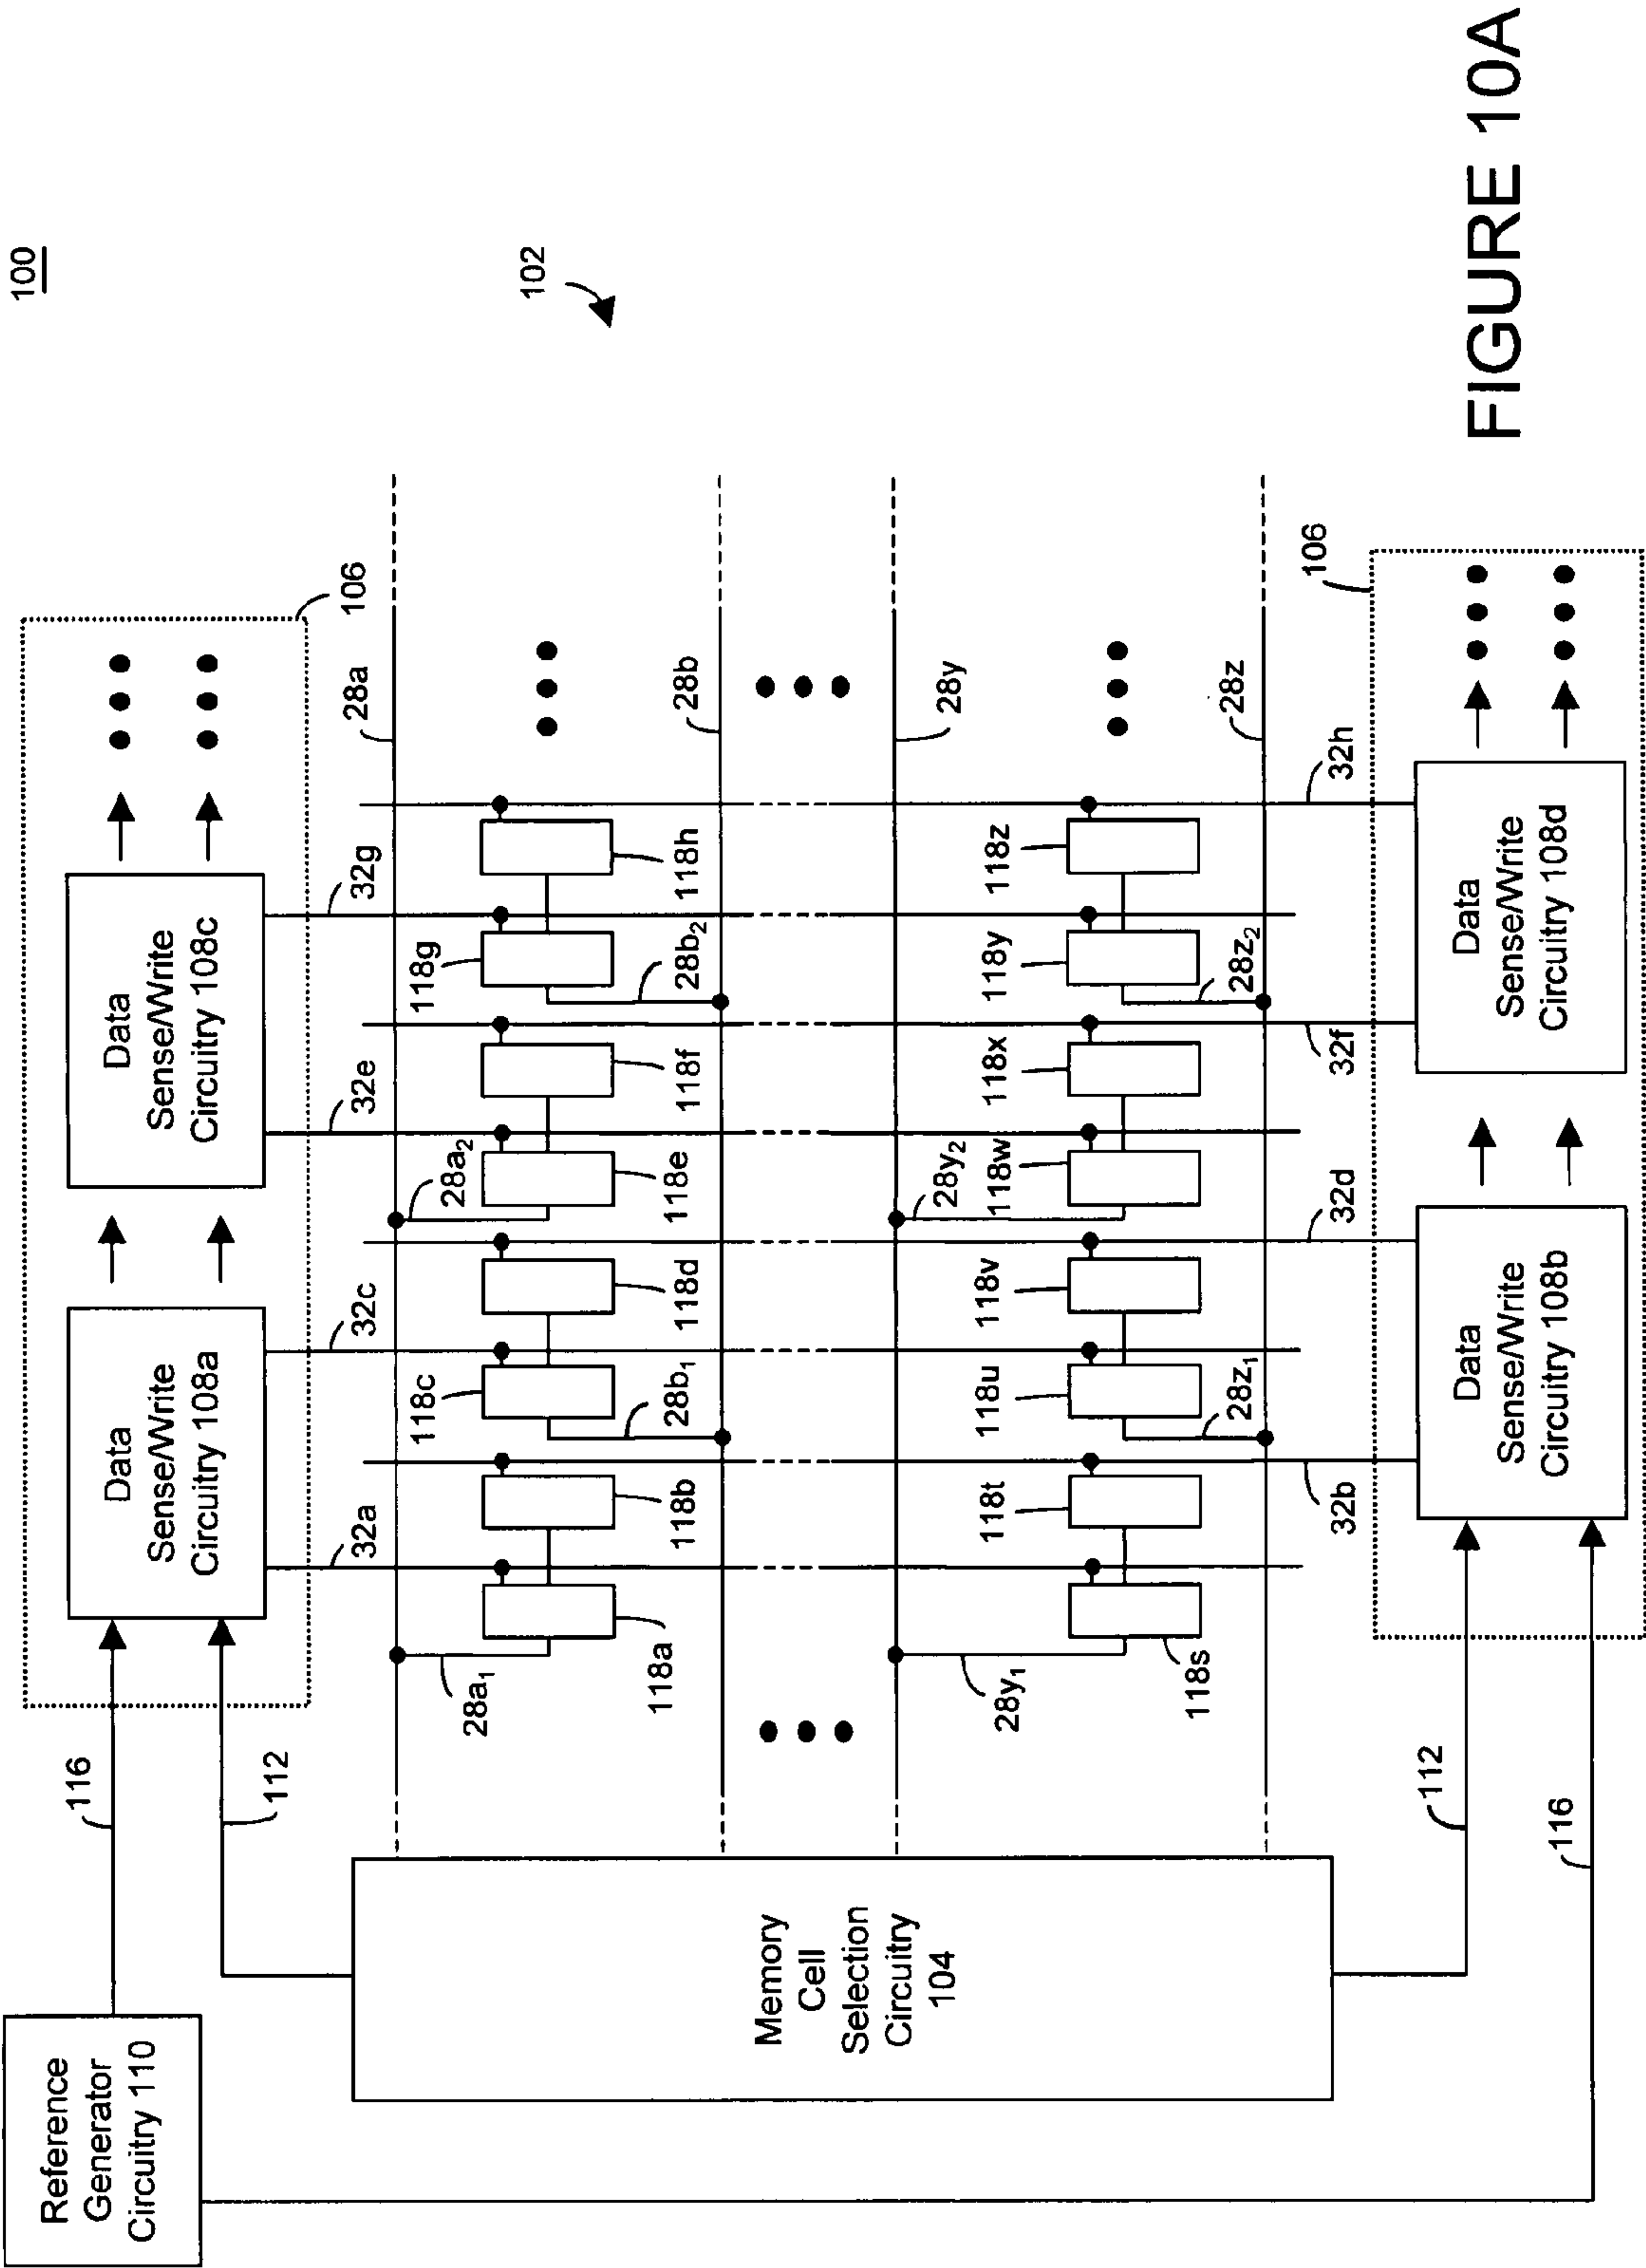 100
102
Reference
Generator
Circuitry 110
116
112
Data
Sense/Write
Circuitry 108a
Data
Sense/Write
Circuitry 108c
106
32a
32c
32e
32g
28a
28a₁
118a
118b
118c
28b₁
118d
28a₂
118e
118f
118g
28b₂
118h
28b
Memory
Cell
Selection
Circuitry
104
28y
28y₁
118s
118t
118u
28z₁
118v
28y₂
118w
118x
118y
28z₂
118z
28z
32b
32d
32f
32h
106
112
116
Data
Sense/Write
Circuitry 108b
Data
Sense/Write
Circuitry 108d
FIGURE 10A